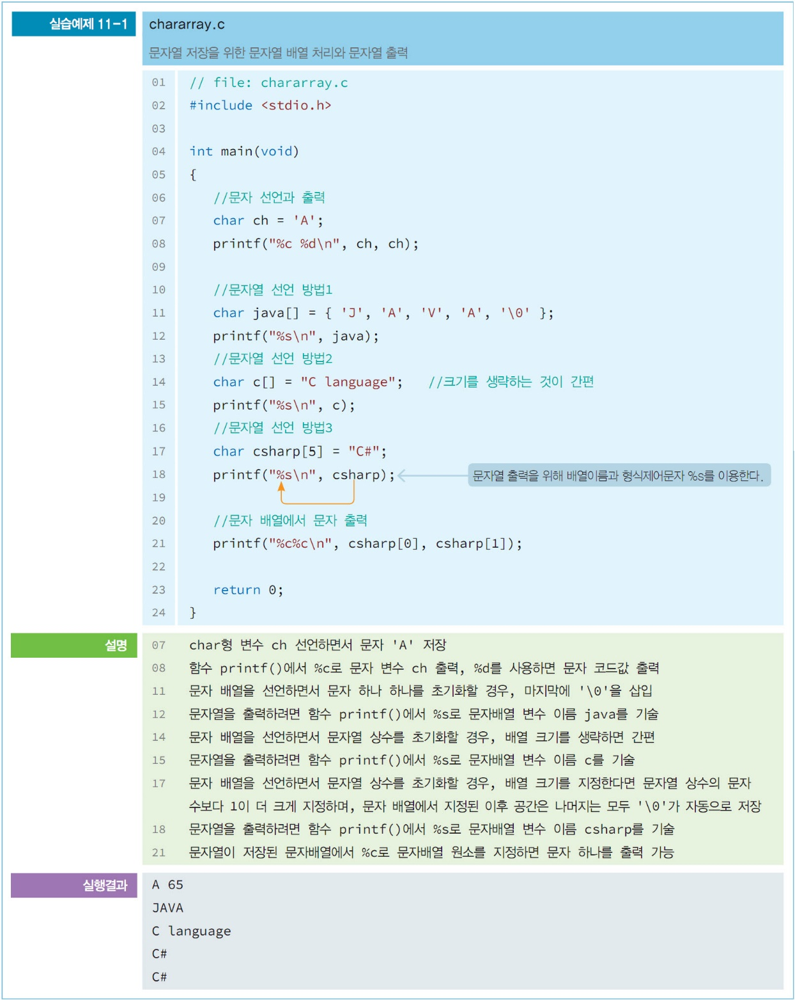 실습예제 11-1
chararray.c
문자열 저장을 위한 문자열 배열 처리와 문자열 출력
01 // file: chararray.c
02 #include <stdio.h>
03
04 int main(void)
05 {
06 //문자 선언과 출력
07 char ch = 'A';
08 printf("%c %d\n", ch, ch);
09
10 //문자열 선언 방법1
11 char java[] = { 'J', 'A', 'V', 'A', '\0' };
12 printf("%s\n", java);
13 //문자열 선언 방법2
14 char c[] = "C language"; //크기를 생략하는 것이 간편
15 printf("%s\n", c);
16 //문자열 선언 방법3
17 char csharp[5] = "C#";
18 printf("%s\n", csharp); 문자열 출력을 위해 배열이름과 형식제어문자 %s를 이용한다.
19
20 //문자 배열에서 문자 출력
21 printf("%c%c\n", csharp[0], csharp[1]);
22
23 return 0;
24 }
설명
07 char형 변수 ch 선언하면서 문자 'A' 저장
08 함수 printf()에서 %c로 문자 변수 ch 출력, %d를 사용하면 문자 코드값 출력
11 문자 배열을 선언하면서 문자 하나 하나를 초기화할 경우, 마지막에 '\0'을 삽입
12 문자열을 출력하려면 함수 printf()에서 %s로 문자배열 변수 이름 java를 기술
14 문자 배열을 선언하면서 문자열 상수를 초기화할 경우, 배열 크기를 생략하면 간편
15 문자열을 출력하려면 함수 printf()에서 %s로 문자배열 변수 이름 c를 기술
17 문자 배열을 선언하면서 문자열 상수를 초기화할 경우, 배열 크기를 지정한다면 문자열 상수의 문자
수보다 1이 더 크게 지정하며, 문자 배열에서 지정된 이후 공간은 나머지는 모두 '\0'가 자동으로 저장
18 문자열을 출력하려면 함수 printf()에서 %s로 문자배열 변수 이름 csharp를 기술
21 문자열이 저장된 문자배열에서 %c로 문자배열 원소를 지정하면 문자 하나를 출력 가능
실행결과
A 65
JAVA
C language
C#
C#